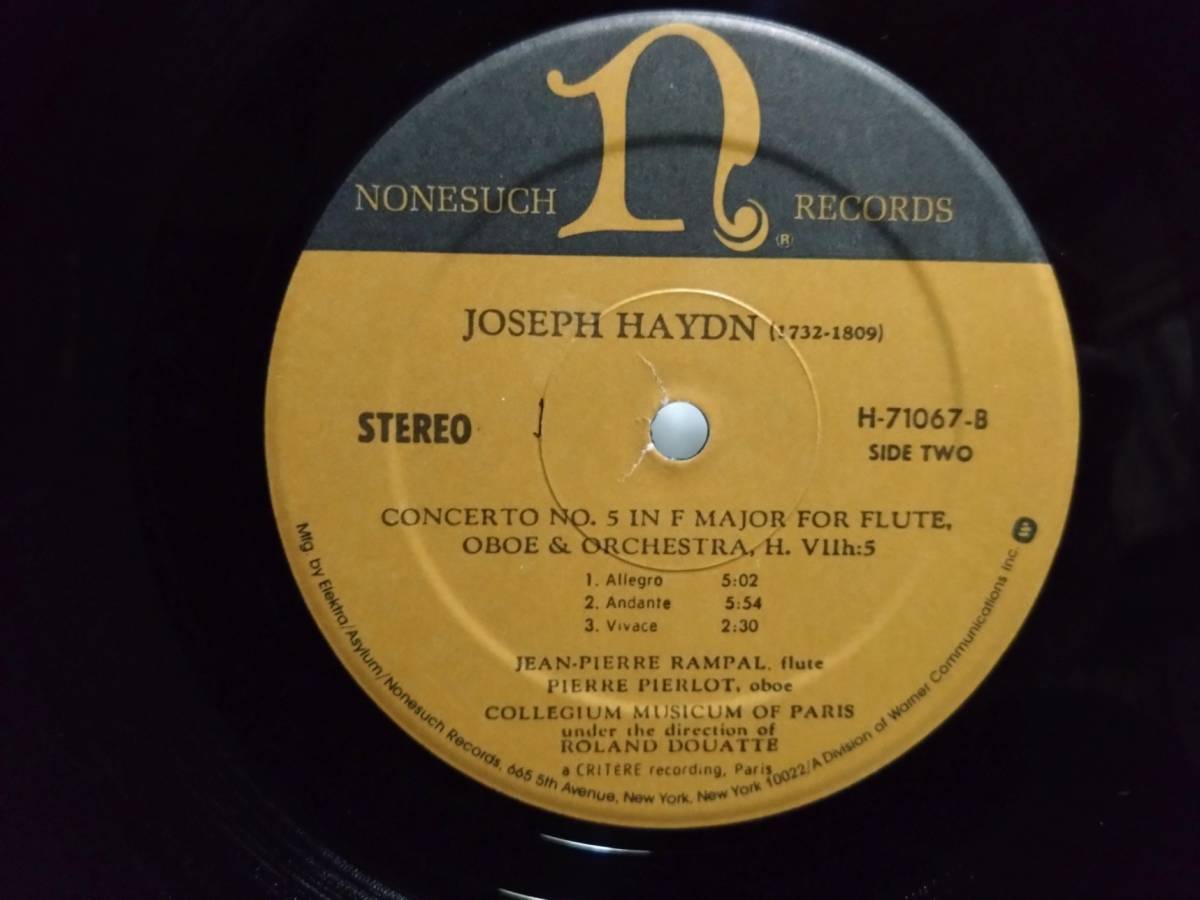 n
NONESUCH RECORDS
®
JOSEPH HAYDN (1732-1809)
STEREO
H-71067-B
SIDE TWO
CONCERTO NO. 5 IN F MAJOR FOR FLUTE,
OBOE & ORCHESTRA, H. V11h:5
1. Allegro 5:02
2. Andante 5:54
3. Vivace 2:30
JEAN-PIERRE RAMPAL, flute
PIERRE PIERLOT, oboe
COLLEGIUM MUSICUM OF PARIS
under the direction of
ROLAND DOUATTE
a CRITÈRE recording, Paris
Mfg. by Elektra/Asylum/Nonesuch Records, 665 5th Avenue, New York, New York 10022/A Division of Warner Communications Inc.